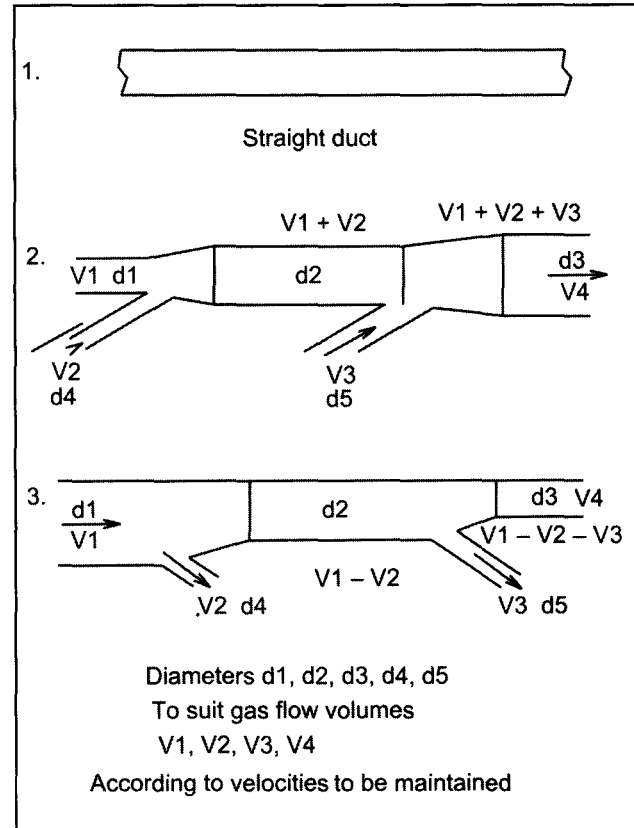 1.
Straight duct
V1 + V2
V1 + V2 + V3
2.
V1 d1
d2
d3
V4
V2
d4
V3
d5
3.
d1
V1
d2
d3 V4
V1 – V2 – V3
V1 – V2
V2 d4
V3 d5
Diameters d1, d2, d3, d4, d5
To suit gas flow volumes
V1, V2, V3, V4
According to velocities to be maintained